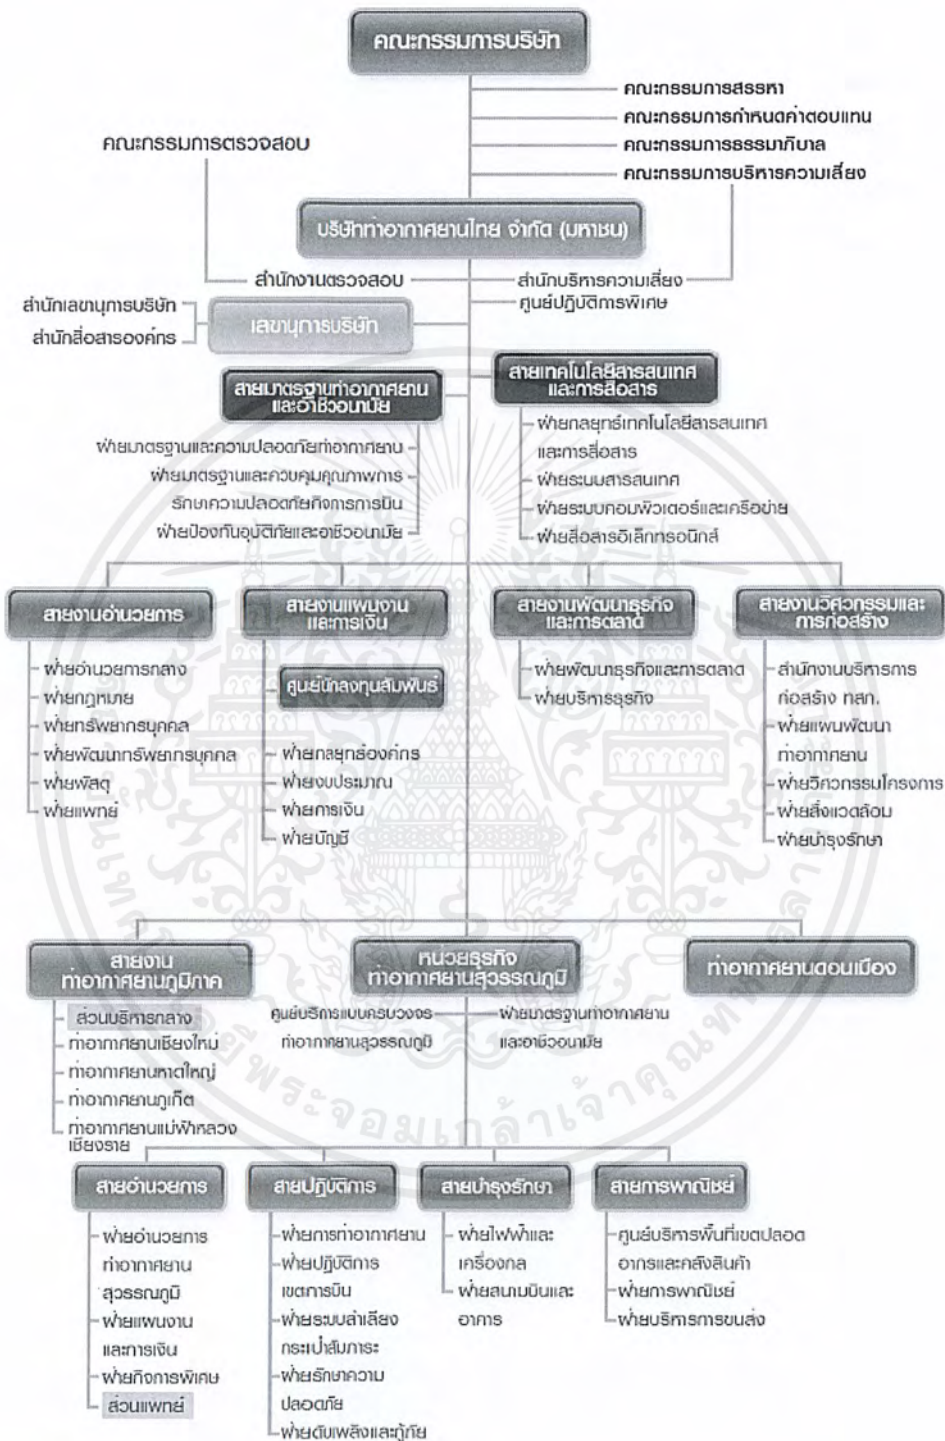 คณะกรรมการบริษัท
คณะกรรมการสรรหา
คณะกรรมการกำหนดค่าตอบแทน
คณะกรรมการธรรมาภิบาล
คณะกรรมการบริหารความเสี่ยง
คณะกรรมการตรวจสอบ
บริษัทท่าอากาศยานไทย จำกัด (มหาชน)
สำนักงานตรวจสอบ
สำนักบริหารความเสี่ยง
ศูนย์ปฏิบัติการพิเศษ
สำนักเลขานุการบริษัท
สำนักสื่อสารองค์กร
เลขานุการบริษัท
สายมาตรฐานท่าอากาศยาน
และอาชีวอนามัย
ฝ่ายมาตรฐานและความปลอดภัยท่าอากาศยาน
ฝ่ายมาตรฐานและควบคุมคุณภาพการ
รักษาความปลอดภัยกิจการการบิน
ฝ่ายป้องกันอุบัติภัยและอาชีวอนามัย
สายเทคโนโลยีสารสนเทศ
และการสื่อสาร
ฝ่ายกลยุทธ์เทคโนโลยีสารสนเทศ
และการสื่อสาร
ฝ่ายระบบสารสนเทศ
ฝ่ายระบบคอมพิวเตอร์และเครือข่าย
ฝ่ายสื่อสารอิเล็กทรอนิกส์
สายงานอำนวยการ
ฝ่ายอำนวยการกลาง
ฝ่ายกฎหมาย
ฝ่ายทรัพยากรบุคคล
ฝ่ายพัฒนาทรัพยากรบุคคล
ฝ่ายพัสดุ
ฝ่ายแพทย์
สายงานแผนงาน
และการเงิน
ศูนย์นักลงทุนสัมพันธ์
ฝ่ายกลยุทธ์องค์กร
ฝ่ายงบประมาณ
ฝ่ายการเงิน
ฝ่ายบัญชี
สายงานพัฒนาธุรกิจ
และการตลาด
ฝ่ายพัฒนาธุรกิจและการตลาด
ฝ่ายบริหารธุรกิจ
สายงานวิศวกรรมและ
การก่อสร้าง
สำนักงานบริหารการ
ก่อสร้าง ทสภ.
ฝ่ายแผนพัฒนา
ท่าอากาศยาน
ฝ่ายวิศวกรรมโครงการ
ฝ่ายสิ่งแวดล้อม
ฝ่ายบำรุงรักษา
สายงาน
ท่าอากาศยานภูมิภาค
ส่วนบริหารกลาง
ท่าอากาศยานเชียงใหม่
ท่าอากาศยานหาดใหญ่
ท่าอากาศยานภูเก็ต
ท่าอากาศยานแม่ฟ้าหลวง
เชียงราย
หน่วยธุรกิจ
ท่าอากาศยานสุวรรณภูมิ
ศูนย์บริการแบบครบวงจร
ท่าอากาศยานสุวรรณภูมิ
ฝ่ายมาตรฐานท่าอากาศยาน
และอาชีวอนามัย
ท่าอากาศยานดอนเมือง
สายอำนวยการ
ฝ่ายอำนวยการ
ท่าอากาศยาน
สุวรรณภูมิ
ฝ่ายแผนงาน
และการเงิน
ฝ่ายกิจการพิเศษ
ส่วนแพทย์
สายปฏิบัติการ
ฝ่ายการท่าอากาศยาน
ฝ่ายปฏิบัติการ
เขตการบิน
ฝ่ายระบบลำเลียง
กระเป๋าสัมภาระ
ฝ่ายรักษาความ
ปลอดภัย
ฝ่ายดับเพลิงและกู้ภัย
สายบำรุงรักษา
ฝ่ายไฟฟ้าและ
เครื่องกล
ฝ่ายสนามบินและ
อาคาร
สายการพาณิชย์
ศูนย์บริหารพื้นที่เขตปลอด
อากรและคลังสินค้า
ฝ่ายการพาณิชย์
ฝ่ายบริหารการขนส่ง